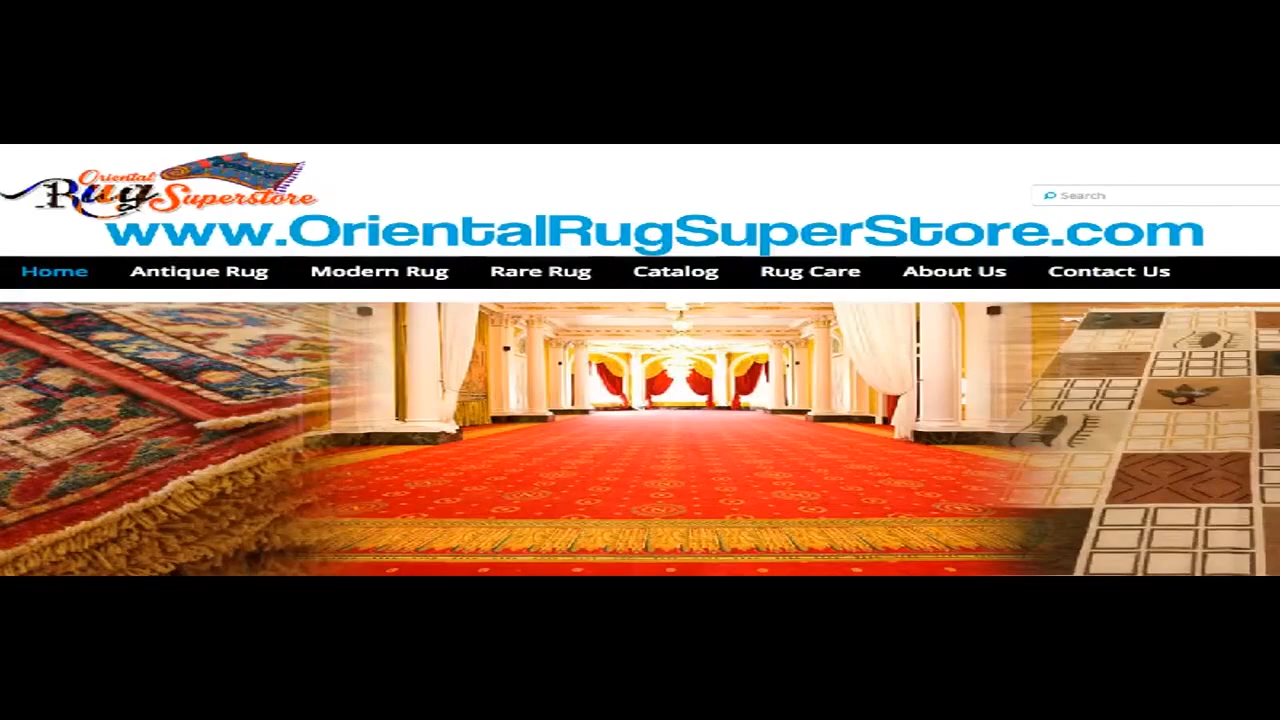 Oriental
Rug Superstore
Search
www.OrientalRugSuperStore.com
Home Antique Rug Modern Rug Rare Rug Catalog Rug Care About Us Contact Us